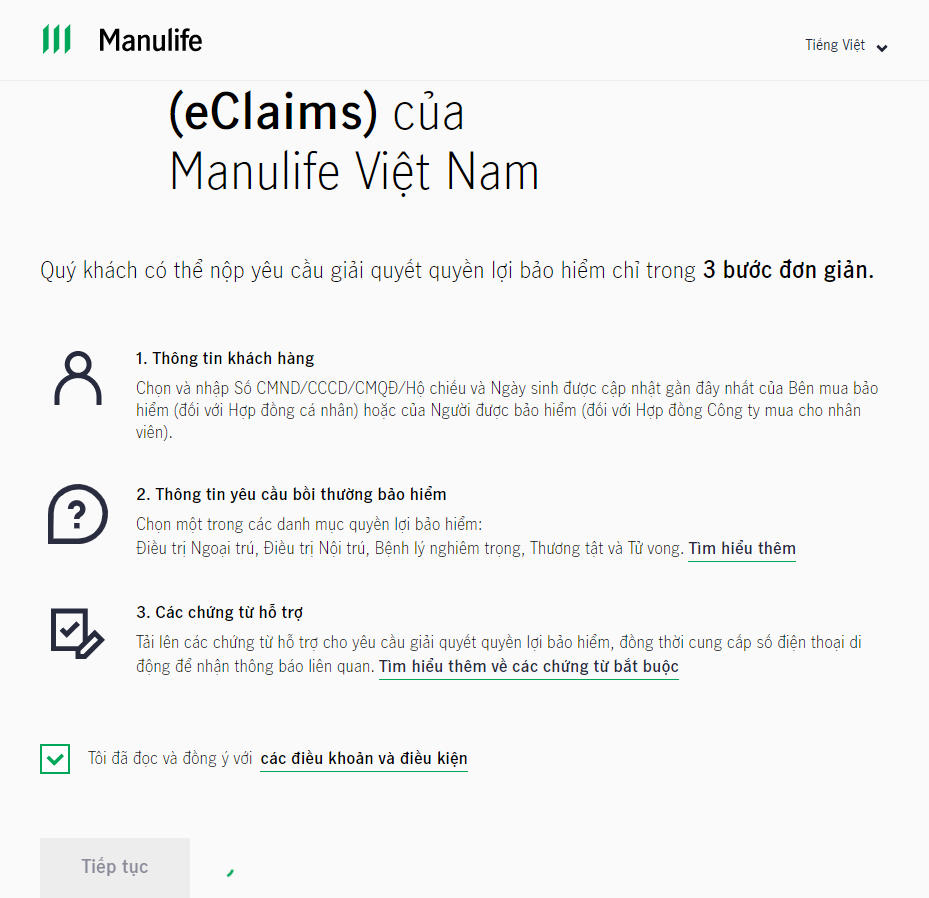 Manulife
Tiếng Việt
(eClaims) của
Manulife Việt Nam
Quý khách có thể nộp yêu cầu giải quyết quyền lợi bảo hiểm chỉ trong 3 bước đơn giản.
1. Thông tin khách hàng
Chọn và nhập Số CMND/CCCD/CMQĐ/Hộ chiếu và Ngày sinh được cập nhật gần đây nhất của Bên mua bảo
hiểm (đối với Hợp đồng cá nhân) hoặc của Người được bảo hiểm (đối với Hợp đồng Công ty mua cho nhân
viên).
2. Thông tin yêu cầu bồi thường bảo hiểm
Chọn một trong các danh mục quyền lợi bảo hiểm:
Điều trị Ngoại trú, Điều trị Nội trú, Bệnh lý nghiêm trọng, Thương tật và Tử vong. Tìm hiểu thêm
3. Các chứng từ hỗ trợ
Tải lên các chứng từ hỗ trợ cho yêu cầu giải quyết quyền lợi bảo hiểm, đồng thời cung cấp số điện thoại di
động để nhận thông báo liên quan. Tìm hiểu thêm về các chứng từ bắt buộc
Tôi đã đọc và đồng ý với các điều khoản và điều kiện
Tiếp tục